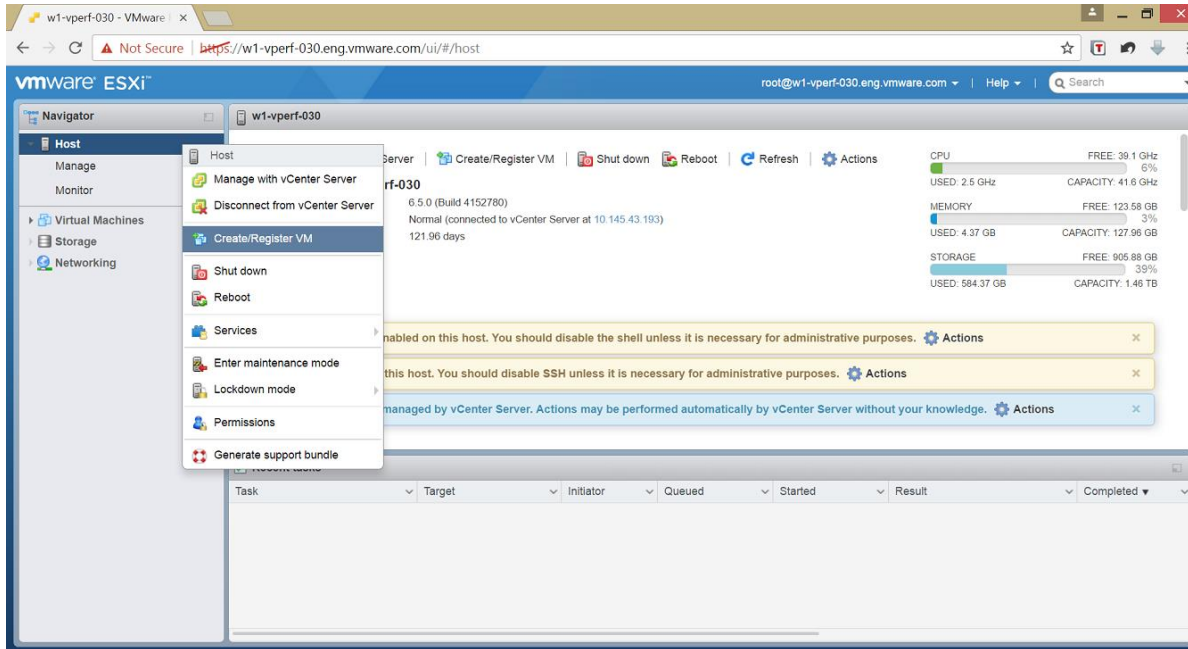 w1-vperf-030 - VMware
Not Secure | https://w1-vperf-030.eng.vmware.com/ui/#/host
vmware ESXi™
root@w1-vperf-030.eng.vmware.com | Help | Search
Navigator
w1-vperf-030
Host
Manage
Monitor
Virtual Machines
Storage
Networking
Host
Manage with vCenter Server
Disconnect from vCenter Server
Create/Register VM
Shut down
Reboot
Services
Enter maintenance mode
Lockdown mode
Permissions
Generate support bundle
Server | Create/Register VM | Shut down Reboot | Refresh | Actions
rf-030
6.5.0 (Build 4152780)
Normal (connected to vCenter Server at 10.145.43.193)
121.96 days
CPU FREE: 39.1 GHz
6%
USED: 2.5 GHz CAPACITY: 41.6 GHz
MEMORY FREE: 123.58 GB
3%
USED: 4.37 GB CAPACITY: 127.96 GB
STORAGE FREE: 905.88 GB
39%
USED: 584.37 GB CAPACITY: 1.46 TB
nabled on this host. You should disable the shell unless it is necessary for administrative purposes. Actions
this host. You should disable SSH unless it is necessary for administrative purposes. Actions
managed by vCenter Server. Actions may be performed automatically by vCenter Server without your knowledge. Actions
Recent tasks
Task Target Initiator Queued Started Result Completed